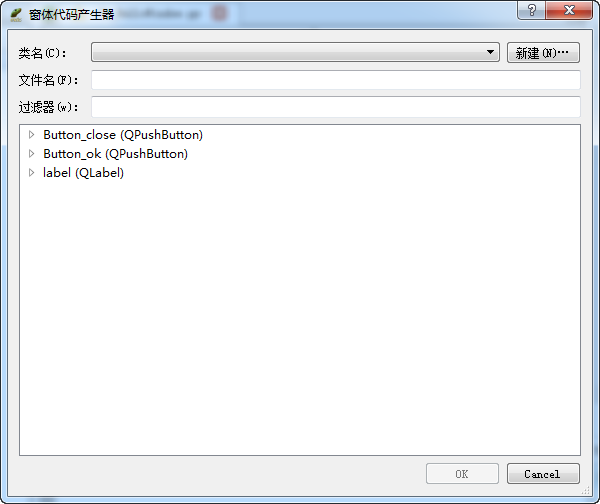 窗体代码产生器
类名(C): 新建(N)...
文件名(F):
过滤器(w):
Button_close (QPushButton)
Button_ok (QPushButton)
label (QLabel)
OK Cancel